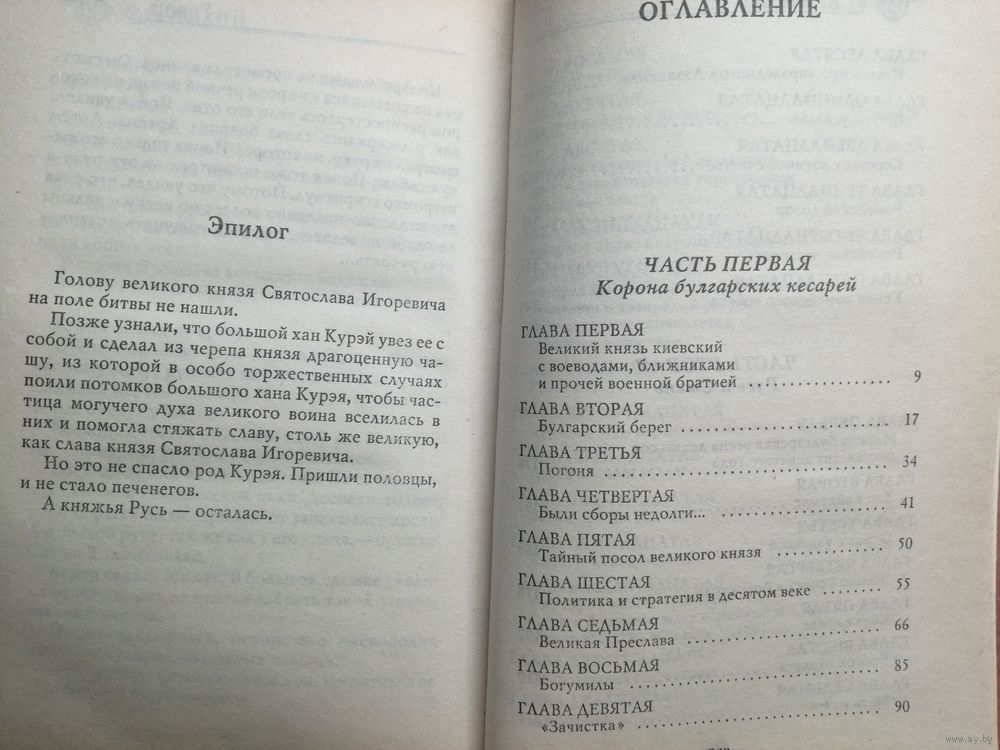 Эпилог
Голову великого князя Святослава Игоревича
на поле битвы не нашли.
Позже узнали, что большой хан Курэй увез ее с
собой и сделал из черепа князя драгоценную ча-
шу, из которой в особо торжественных случаях
поили потомков большого хана Курэя, чтобы час-
тица могучего духа великого воина вселилась в
них и помогла стяжать славу, столь же великую,
как слава князя Святослава Игоревича.
Но это не спасло род Курэя. Пришли половцы,
и не стало печенегов.
А княжья Русь — осталась.
ОГЛАВЛЕНИЕ
ЧАСТЬ ПЕРВАЯ
Корона булгарских кесарей
ГЛАВА ПЕРВАЯ
Великий князь киевский
с воеводами, ближниками
и прочей военной братией 9
ГЛАВА ВТОРАЯ
Булгарский берег 17
ГЛАВА ТРЕТЬЯ
Погоня 34
ГЛАВА ЧЕТВЕРТАЯ
Были сборы недолги... 41
ГЛАВА ПЯТАЯ
Тайный посол великого князя 50
ГЛАВА ШЕСТАЯ
Политика и стратегия в десятом веке 55
ГЛАВА СЕДЬМАЯ
Великая Преслава 66
ГЛАВА ВОСЬМАЯ
Богумилы 85
ГЛАВА ДЕВЯТАЯ
«Зачистка» 90
www.ay.by